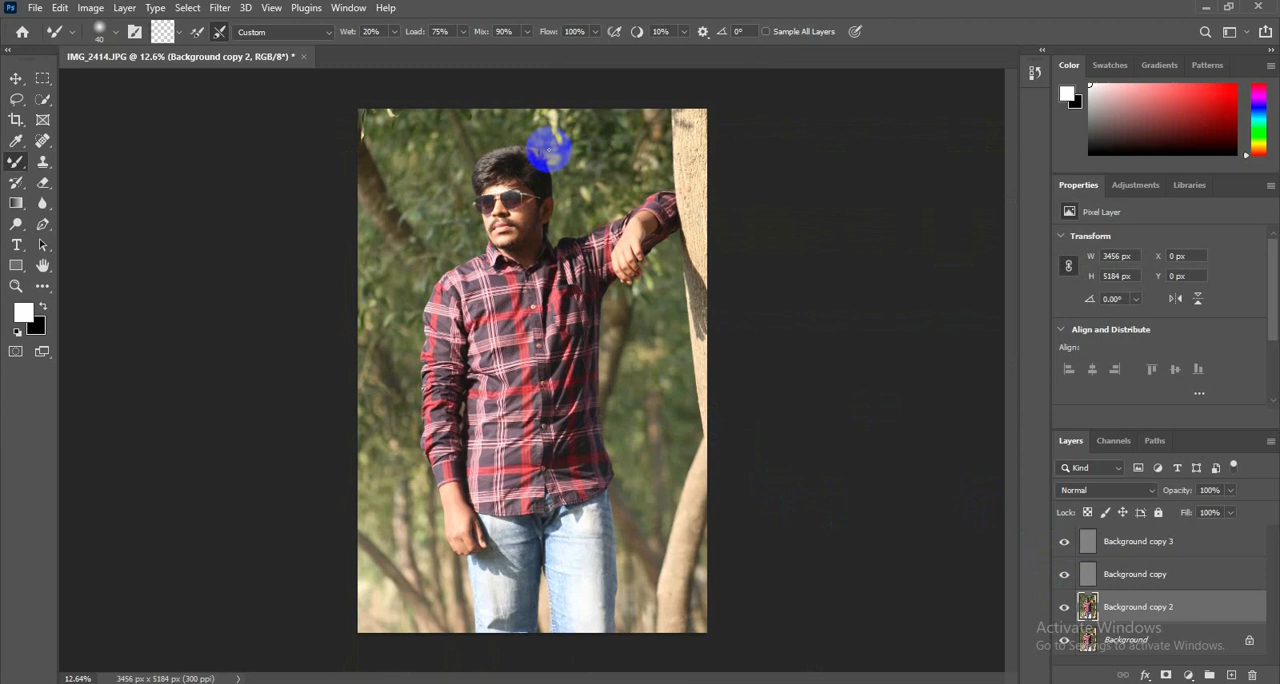 Ps File Edit Image Layer Type Select Filter 3D View Plugins Window Help
40 Custom Wet: 20% Load: 75% Mix: 90% Flow: 100% 10% 0° Sample All Layers
IMG_2414.JPG @ 12.6% (Background copy 2, RGB/8*) * ×
Color Swatches Gradients Patterns
Properties Adjustments Libraries
Pixel Layer
Transform
W 3456 px X 0 px
H 5184 px Y 0 px
0.00°
Align and Distribute
Align:
Layers Channels Paths
Kind
Normal Opacity: 100%
Lock: Fill: 100%
Background copy 3
Background copy
Background copy 2
Activate Windows
Background
Go to Settings to activate Windows.
12.64% 3456 px x 5184 px (300 ppi)